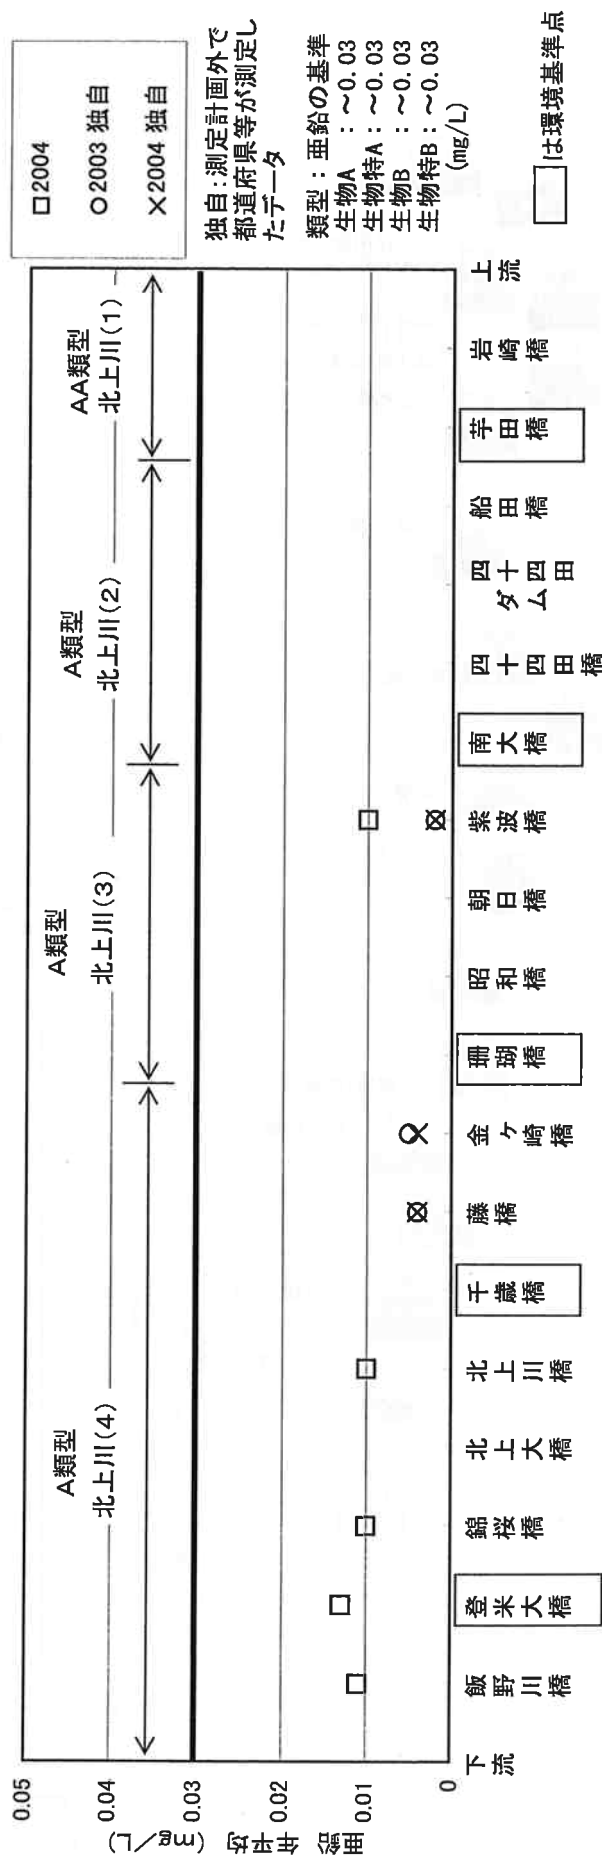 □2004
○2003 独自
×2004 独自
独自:測定計画外で
都道府県等が測定し
たデータ
類型:亜鉛の基準
生物A :~0.03
生物特A:~0.03
生物B :~0.03
生物特B:~0.03
(mg/L)
は環境基準点
A類型
北上川(4)
A類型
北上川(3)
A類型
北上川(2)
AA類型
北上川(1)
亜鉛 年平均 (mg/L)
0.05
0.04
0.03
0.02
0.01
0
下流
飯野川橋
登米大橋
錦桜橋
北上大橋
北上川橋
千歳橋
藤橋
金ヶ崎橋
珊瑚橋
昭和橋
朝日橋
紫波橋
南大橋
四十四田橋
四十四田ダム
船田橋
芋田橋
岩崎橋
上流